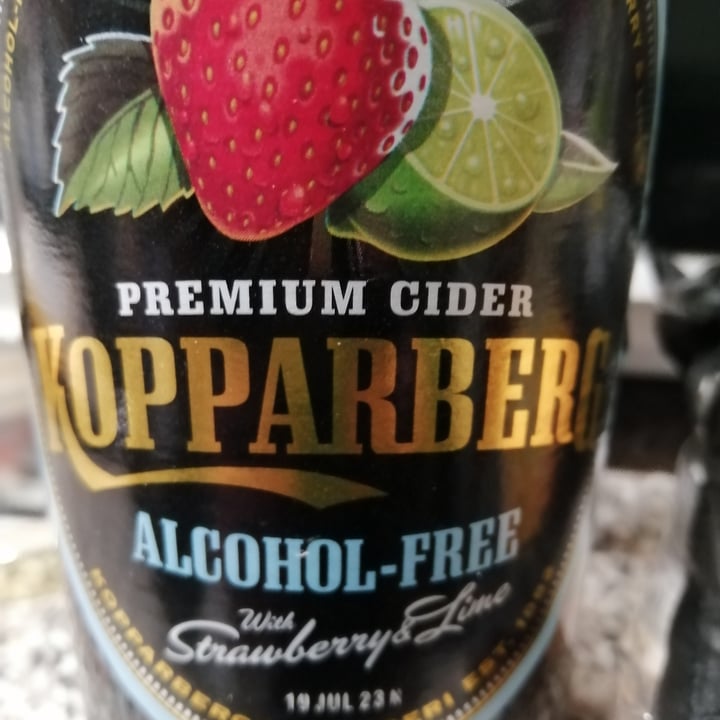 PREMIUM CIDER
KOPPARBERG
ALCOHOL-FREE
With
Strawberry & Lime
19 JUL 23 N